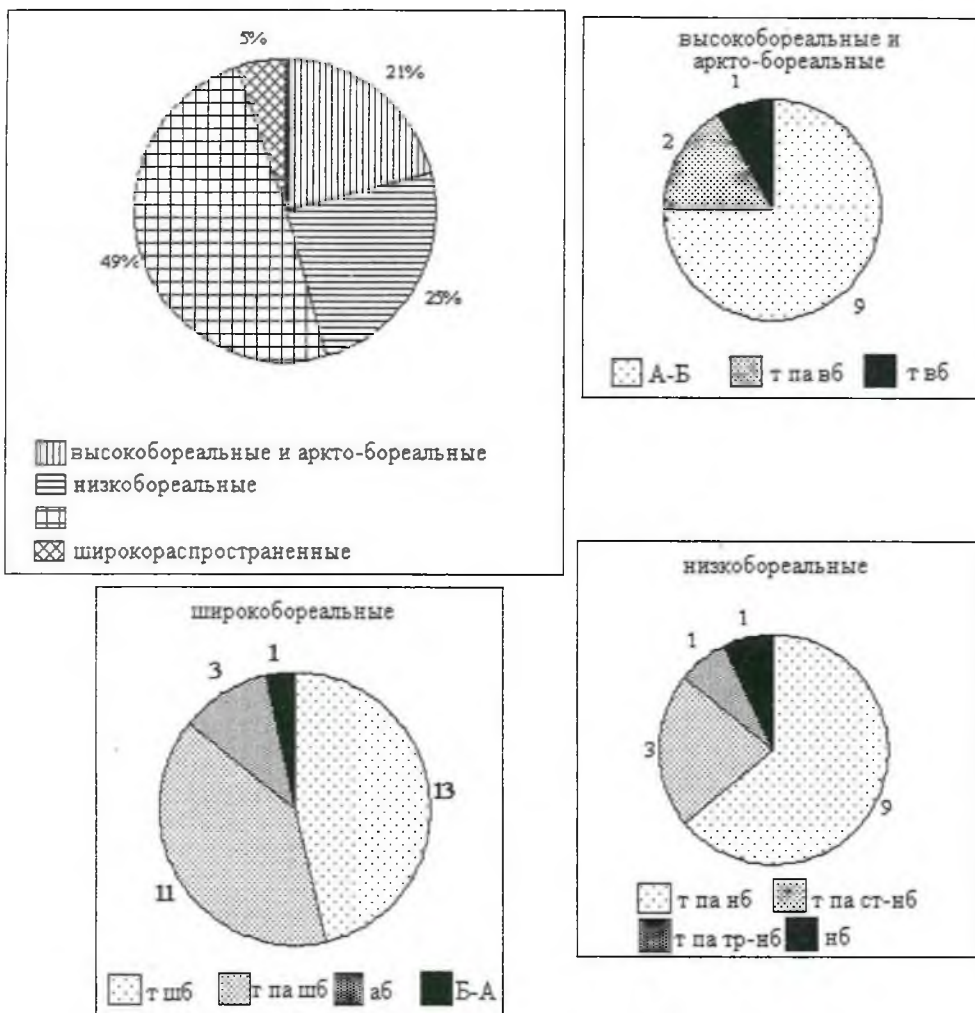 5%
21%
49%
25%
высокобореальные и аркто-бореальные
низкобореальные
широкораспространенные
высокобореальные и
аркто-бореальные
1
2
9
А-Б т па вб т вб
широкобореальные
3 1
13
11
т шб т па шб аб Б-А
низкобореальные
1
1
3
9
т па нб т па ст-нб
т па тр-нб нб